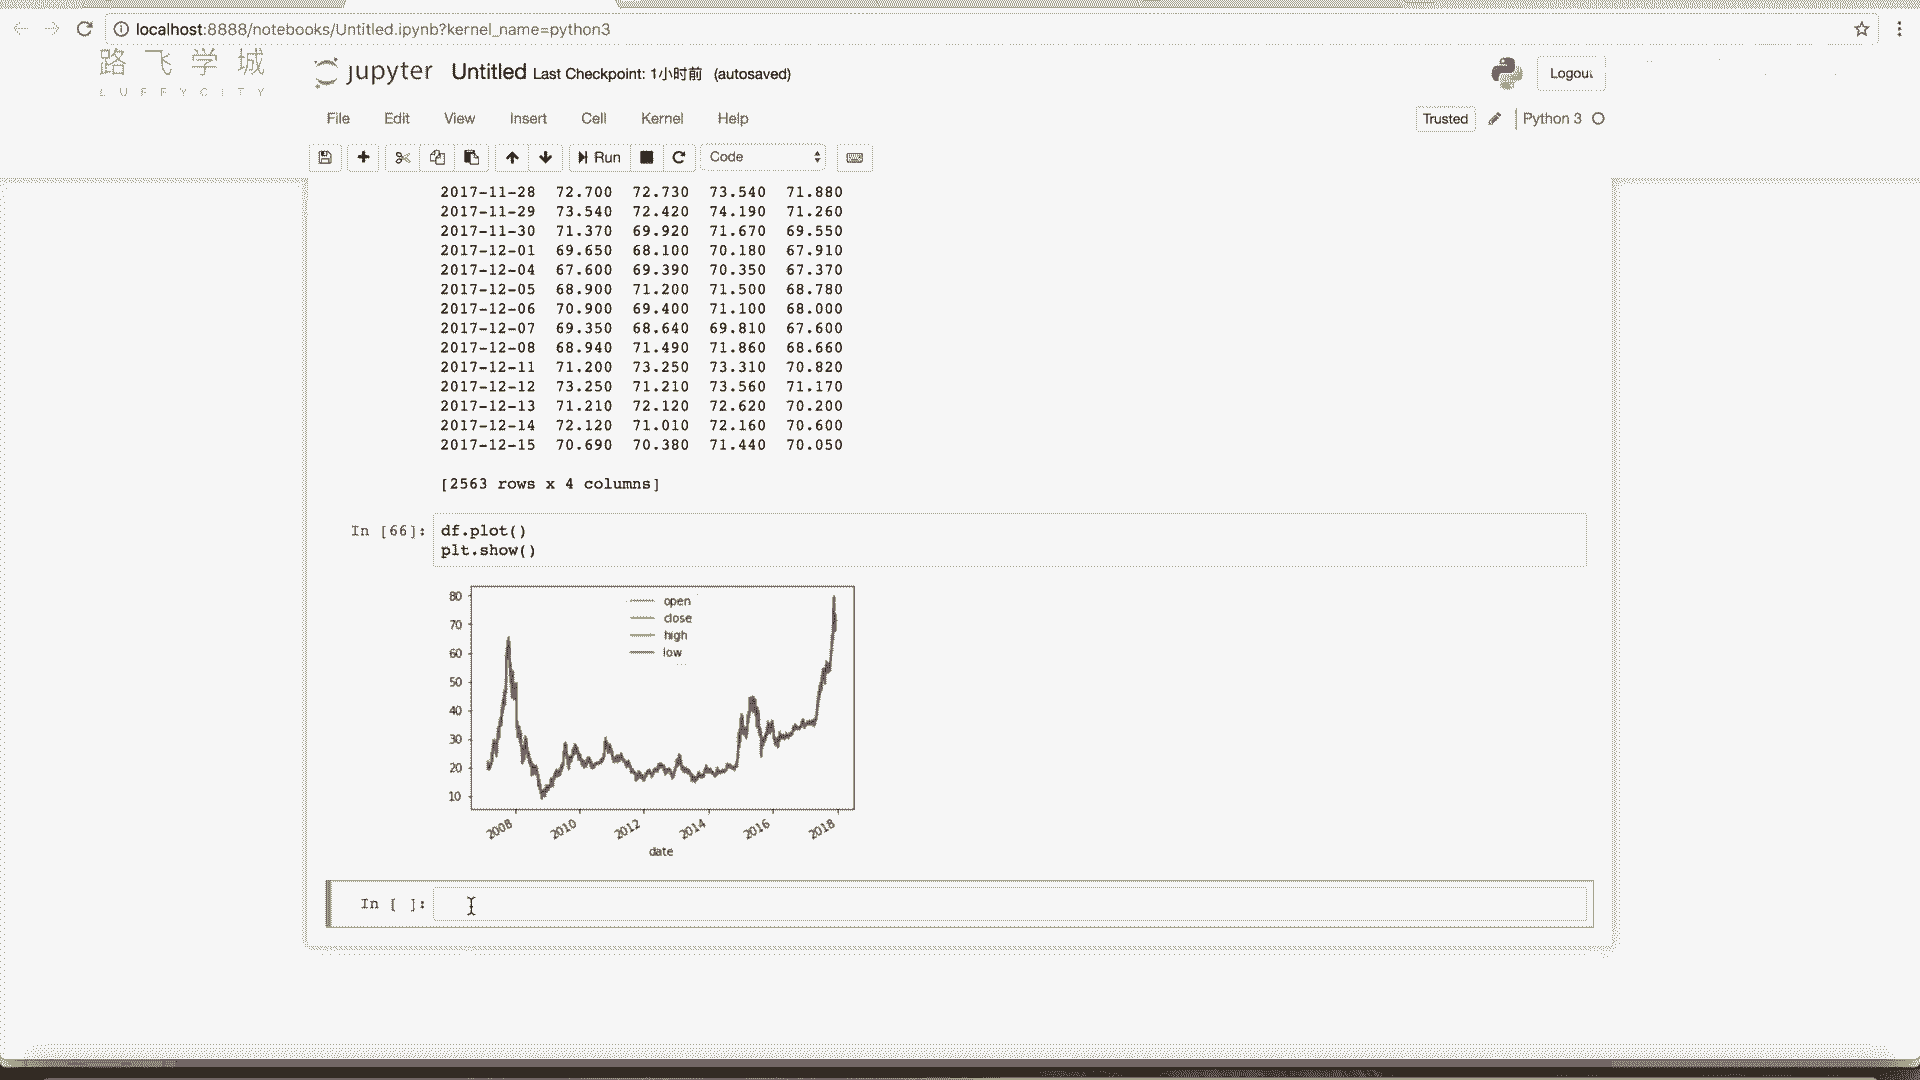 localhost:8888/notebooks/Untitled.ipynb?kernel_name=python3
路飞学城
LUFFYCITY
jupyter Untitled Last Checkpoint: 1小时前 (autosaved)
Logout
File Edit View Insert Cell Kernel Help
Trusted Python 3
Run Code
2017-11-28 72.700 72.730 73.540 71.880
2017-11-29 73.540 72.420 74.190 71.260
2017-11-30 71.370 69.920 71.670 69.550
2017-12-01 69.650 68.100 70.180 67.910
2017-12-04 67.600 69.390 70.350 67.370
2017-12-05 68.900 71.200 71.500 68.780
2017-12-06 70.900 69.400 71.100 68.000
2017-12-07 69.350 68.640 69.810 67.600
2017-12-08 68.940 71.490 71.860 68.660
2017-12-11 71.200 73.250 73.310 70.820
2017-12-12 73.250 71.210 73.560 71.170
2017-12-13 71.210 72.120 72.620 70.200
2017-12-14 72.120 71.010 72.160 70.600
2017-12-15 70.690 70.380 71.440 70.050
[2563 rows x 4 columns]
In [66]: df.plot()
plt.show()
80
70
60
50
40
30
20
10
open
close
high
low
2008 2010 2012 2014 2016 2018
date
In [ ]: